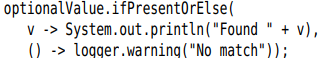 optionalValue.ifPresentOrElse(
   v -> System.out.println("Found " + v),
   () -> logger.warning("No match"));